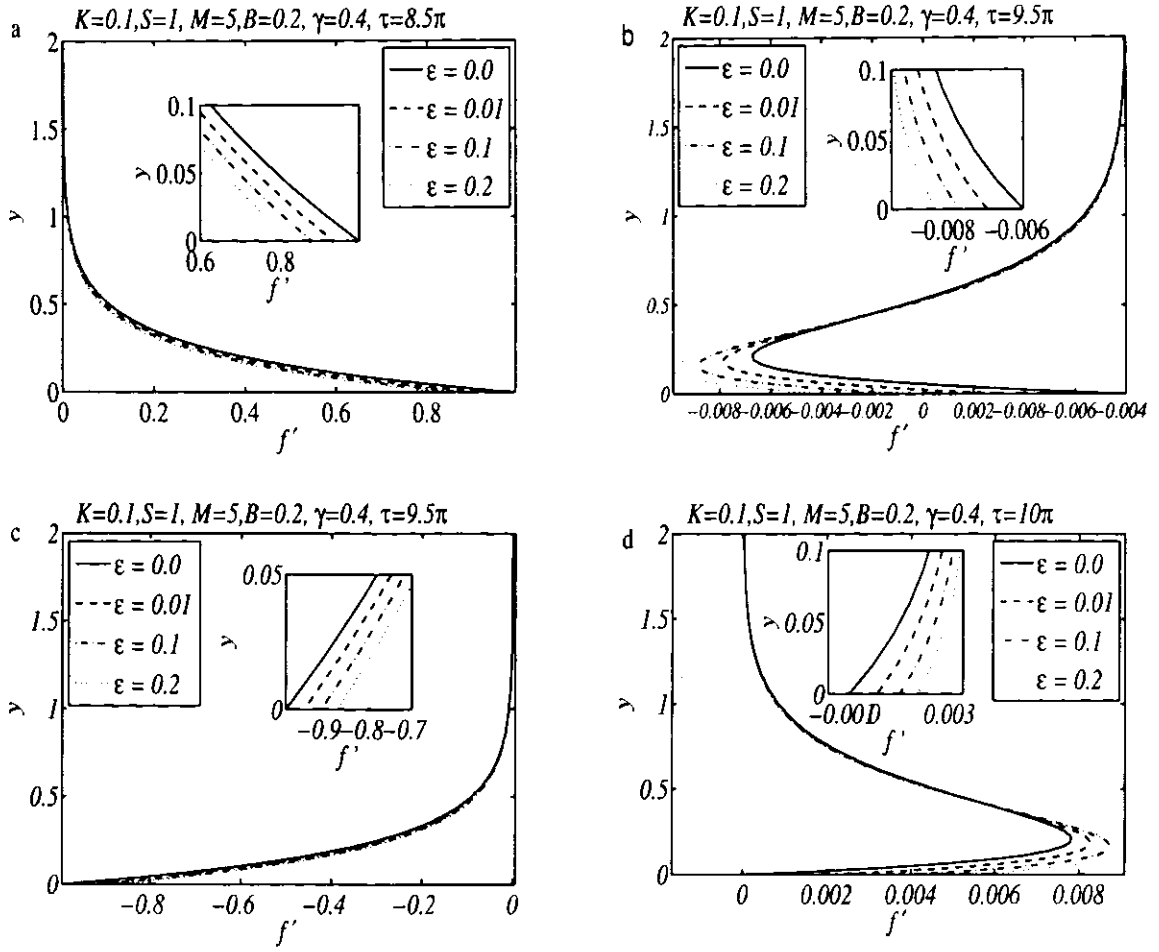 a
K=0.1,S=1, M=5,B=0.2, γ=0.4, τ=8.5π
2
1.5
1
0.5
0
y
ε = 0.0
ε = 0.01
ε = 0.1
ε = 0.2
0.1
0.05
0
y
0.6 0.8
f'
0 0.2 0.4 0.6 0.8
f'
b
K=0.1,S=1, M=5,B=0.2, γ=0.4, τ=9.5π
2
1.5
1
0.5
0
y
ε = 0.0
ε = 0.01
ε = 0.1
ε = 0.2
0.1
0.05
0
y
−0.008 −0.006
f'
−0.008 −0.006 −0.004 −0.002 0 0.002 −0.008 −0.006 −0.004
f'
c
K=0.1,S=1, M=5,B=0.2, γ=0.4, τ=9.5π
2
1.5
1
0.5
0
y
ε = 0.0
ε = 0.01
ε = 0.1
ε = 0.2
0.05
0
y
−0.9 −0.8 −0.7
f'
−0.8 −0.6 −0.4 −0.2 0
f'
d
K=0.1,S=1, M=5,B=0.2, γ=0.4, τ=10π
2
1.5
1
0.5
0
y
ε = 0.0
ε = 0.01
ε = 0.1
ε = 0.2
0.1
0.05
0
y
−0.001 0 0.003
f'
0 0.002 0.004 0.006 0.008
f'